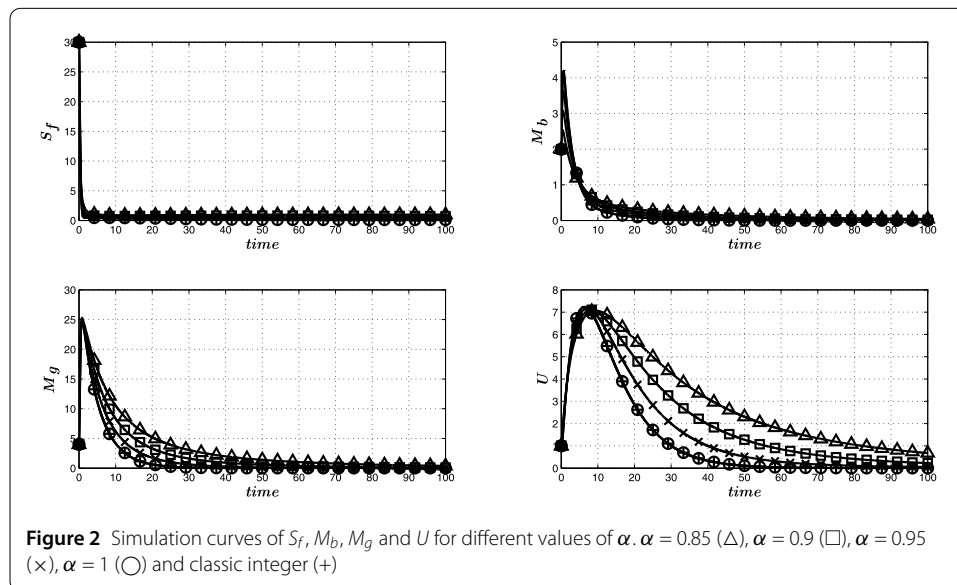 30
25
20
15
10
5
0
S_f
0 10 20 30 40 50 60 70 80 90 100
time
5
4
3
2
1
0
M_b
0 10 20 30 40 50 60 70 80 90 100
time
30
25
20
15
10
5
0
M_g
0 10 20 30 40 50 60 70 80 90 100
time
8
7
6
5
4
3
2
1
0
U
0 10 20 30 40 50 60 70 80 90 100
time
Figure 2 Simulation curves of S_f, M_b, M_g and U for different values of α. α = 0.85 (△), α = 0.9 (□), α = 0.95
(×), α = 1 (◯) and classic integer (+)